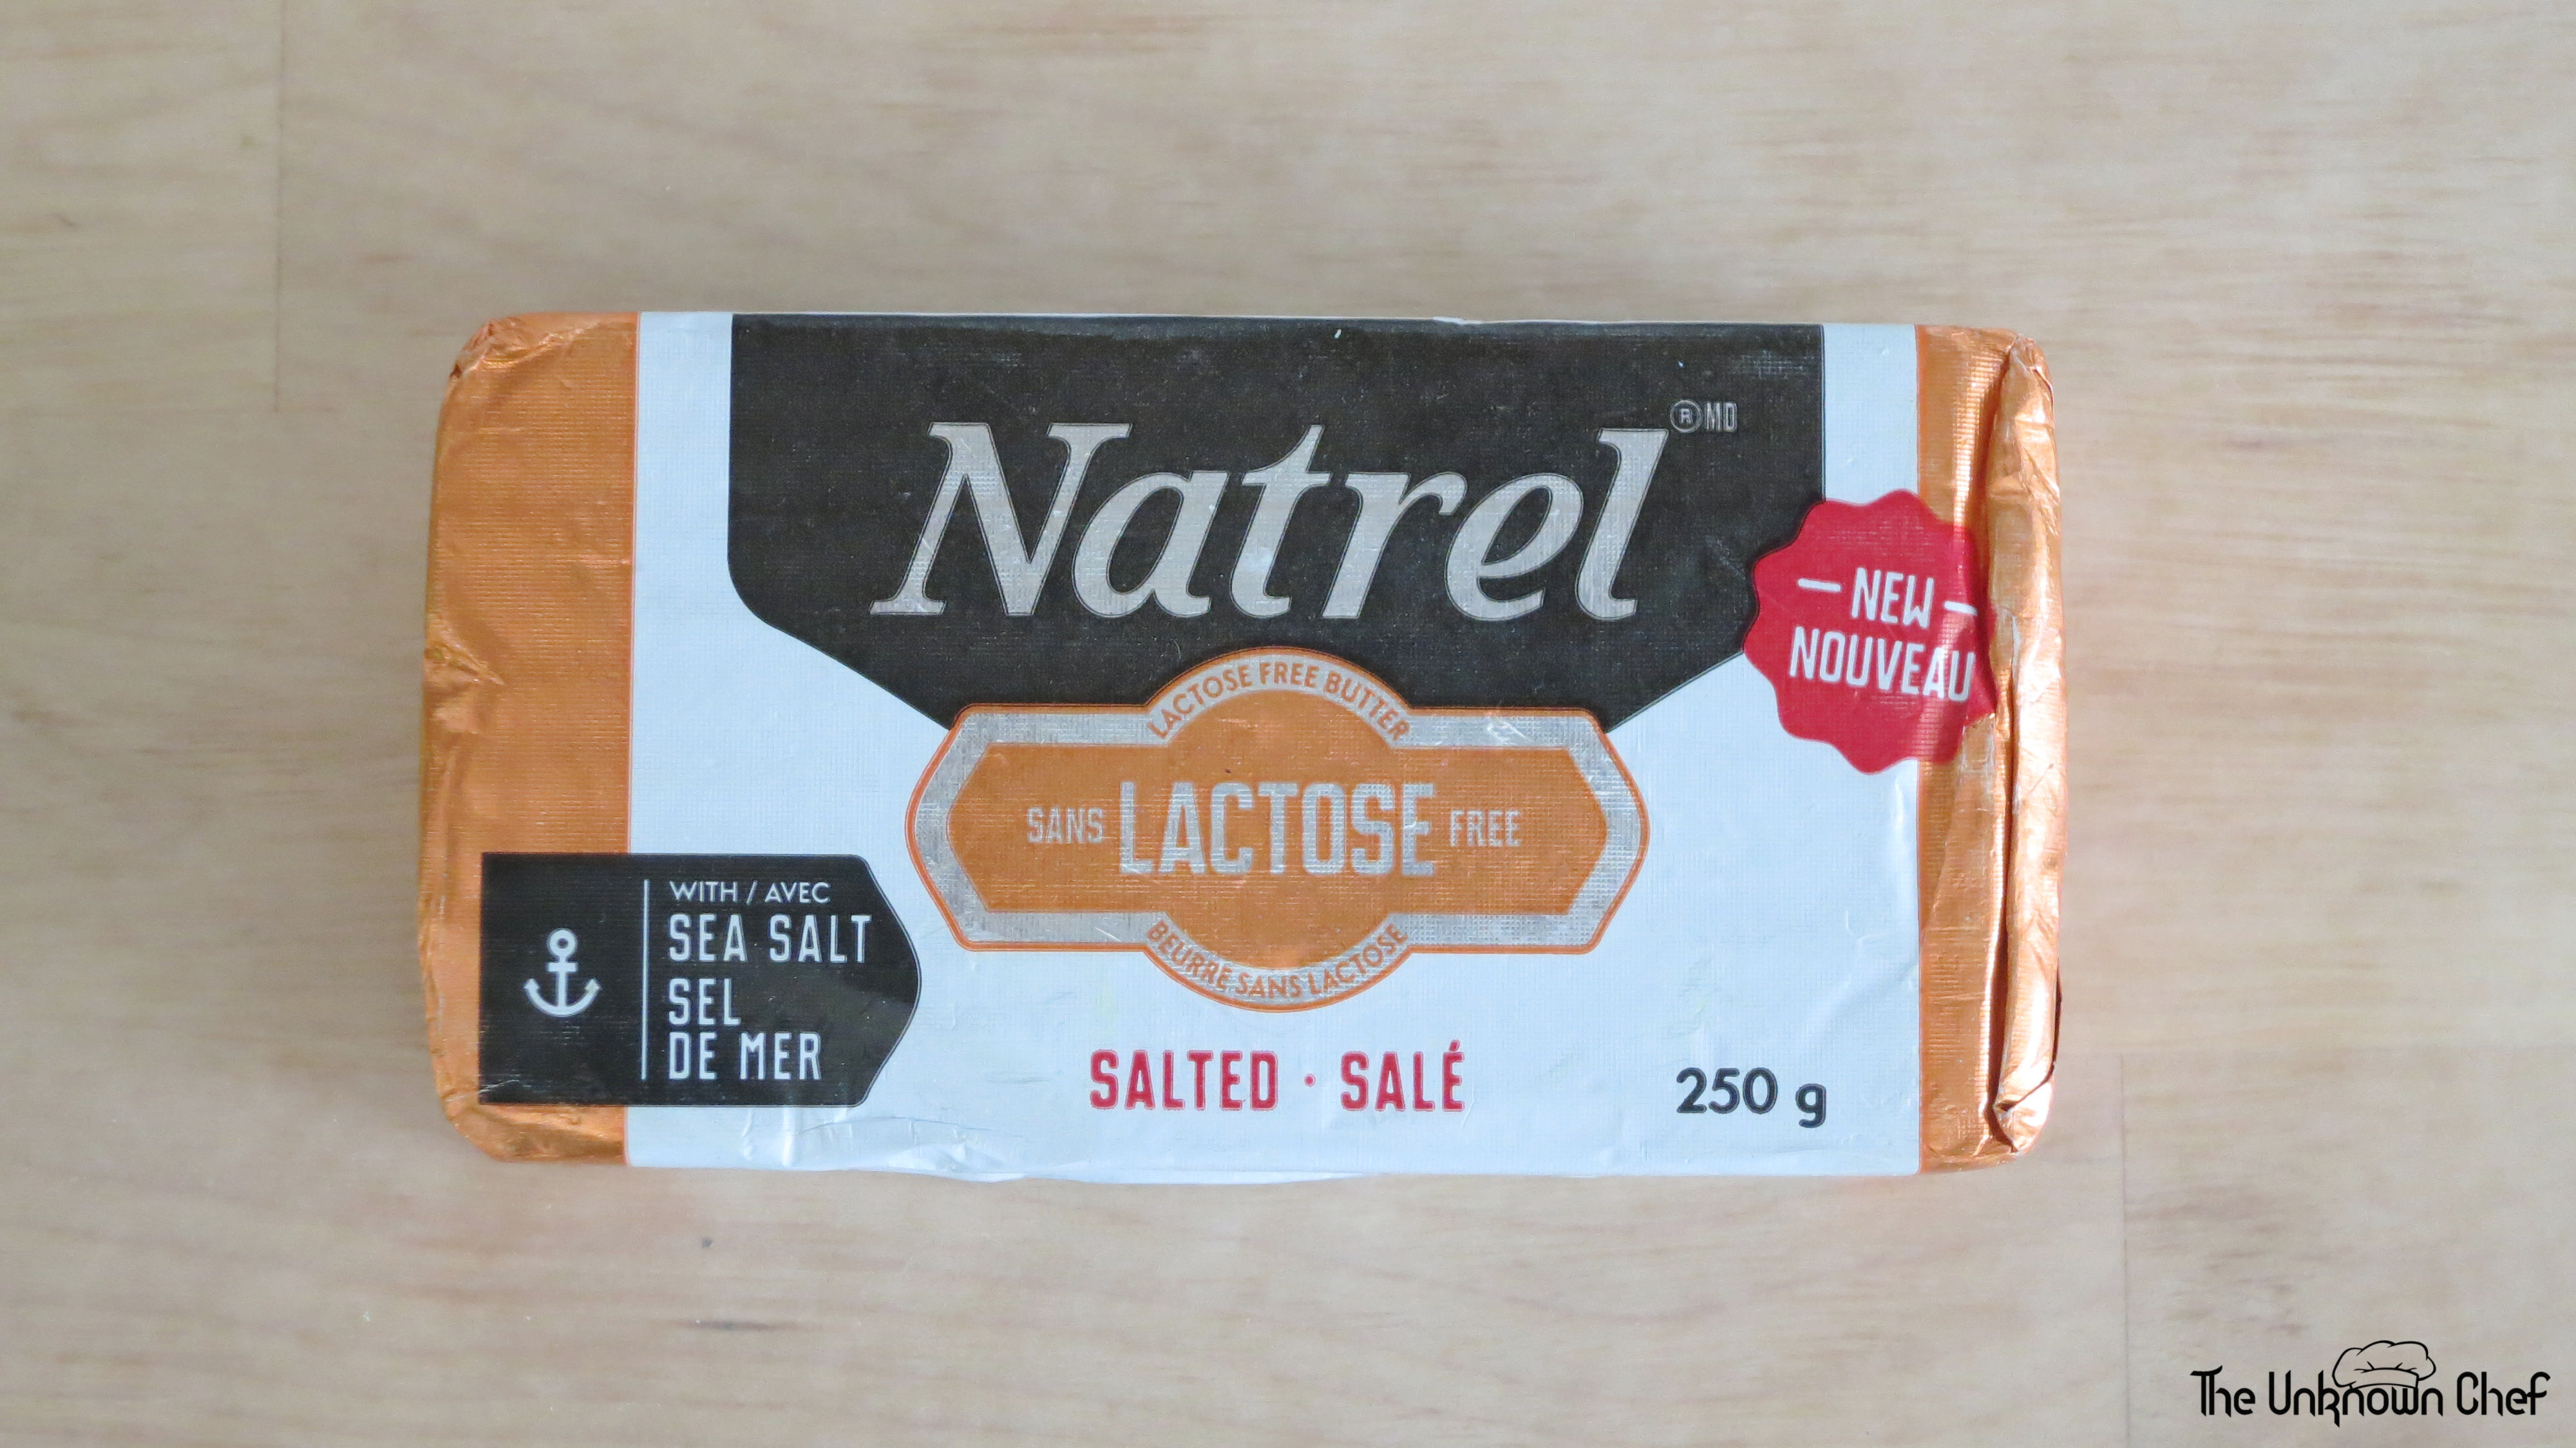 Natrel ®MD
NEW
NOUVEAU
LACTOSE FREE BUTTER
SANS LACTOSE FREE
BEURRE SANS LACTOSE
WITH / AVEC
SEA SALT
SEL
DE MER
SALTED · SALÉ
250 g
The Unknown Chef